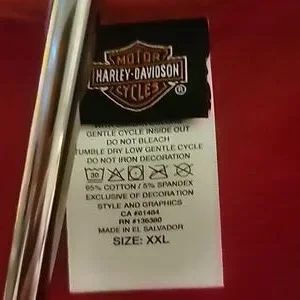 MOTOR
HARLEY-DAVIDSON
CYCLES
®
GENTLE CYCLE INSIDE OUT
DO NOT BLEACH
TUMBLE DRY LOW GENTLE CYCLE
DO NOT IRON DECORATION
30
95% COTTON / 5% SPANDEX
EXCLUSIVE OF DECORATION
STYLE AND GRAPHICS
CA #01484
RN #136380
MADE IN EL SALVADOR
SIZE: XXL